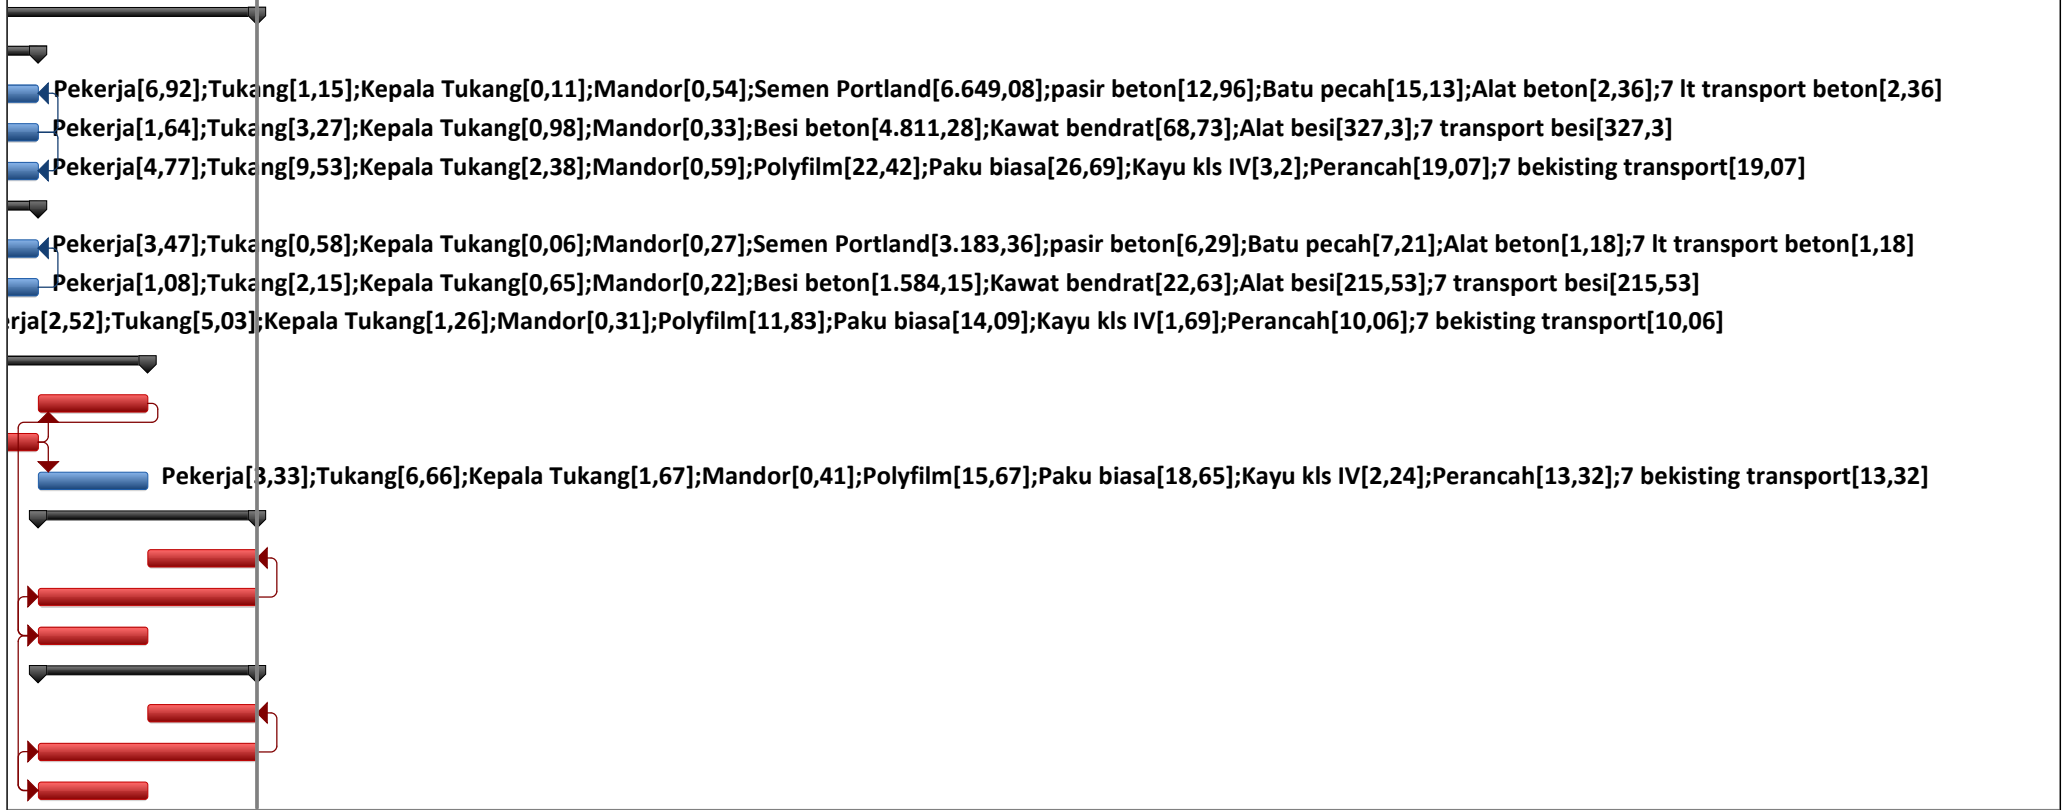 Pekerja[6,92];Tukang[1,15];Kepala Tukang[0,11];Mandor[0,54];Semen Portland[6.649,08];pasir beton[12,96];Batu pecah[15,13];Alat beton[2,36];7 lt transport beton[2,36]
Pekerja[1,64];Tukang[3,27];Kepala Tukang[0,98];Mandor[0,33];Besi beton[4.811,28];Kawat bendrat[68,73];Alat besi[327,3];7 transport besi[327,3]
Pekerja[4,77];Tukang[9,53];Kepala Tukang[2,38];Mandor[0,59];Polyfilm[22,42];Paku biasa[26,69];Kayu kls IV[3,2];Perancah[19,07];7 bekisting transport[19,07]
Pekerja[3,47];Tukang[0,58];Kepala Tukang[0,06];Mandor[0,27];Semen Portland[3.183,36];pasir beton[6,29];Batu pecah[7,21];Alat beton[1,18];7 lt transport beton[1,18]
Pekerja[1,08];Tukang[2,15];Kepala Tukang[0,65];Mandor[0,22];Besi beton[1.584,15];Kawat bendrat[22,63];Alat besi[215,53];7 transport besi[215,53]
rja[2,52];Tukang[5,03];Kepala Tukang[1,26];Mandor[0,31];Polyfilm[11,83];Paku biasa[14,09];Kayu kls IV[1,69];Perancah[10,06];7 bekisting transport[10,06]
Pekerja[3,33];Tukang[6,66];Kepala Tukang[1,67];Mandor[0,41];Polyfilm[15,67];Paku biasa[18,65];Kayu kls IV[2,24];Perancah[13,32];7 bekisting transport[13,32]